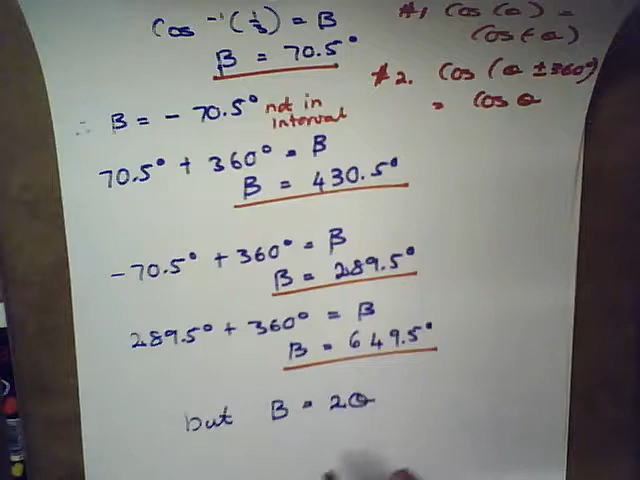 Cos⁻¹(1/3) = β
β = 70.5°
#1 Cos(θ) =
Cos(-θ)
#2. Cos(θ ± 360°)
= Cos θ
∴ β = - 70.5° not in
interval
70.5° + 360° = β
β = 430.5°
-70.5° + 360° = β
β = 289.5°
289.5° + 360° = β
β = 649.5°
but β = 2θ